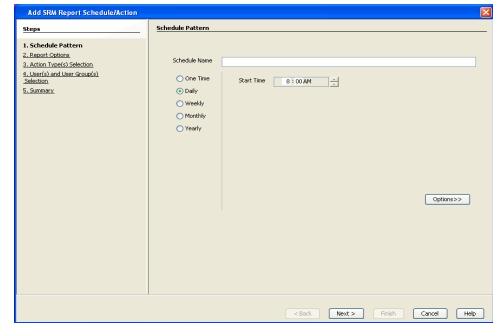 Add SRM Report Schedule/Action
Steps
1. Schedule Pattern
2. Report Options
3. Action Type(s) Selection
4. User(s) and User Group(s)
Selection
5. Summary
Schedule Pattern
Schedule Name
One Time
Start Time
8 : 00 AM
Daily
Weekly
Monthly
Yearly
Options>>
< Back
Next >
Finish
Cancel
Help